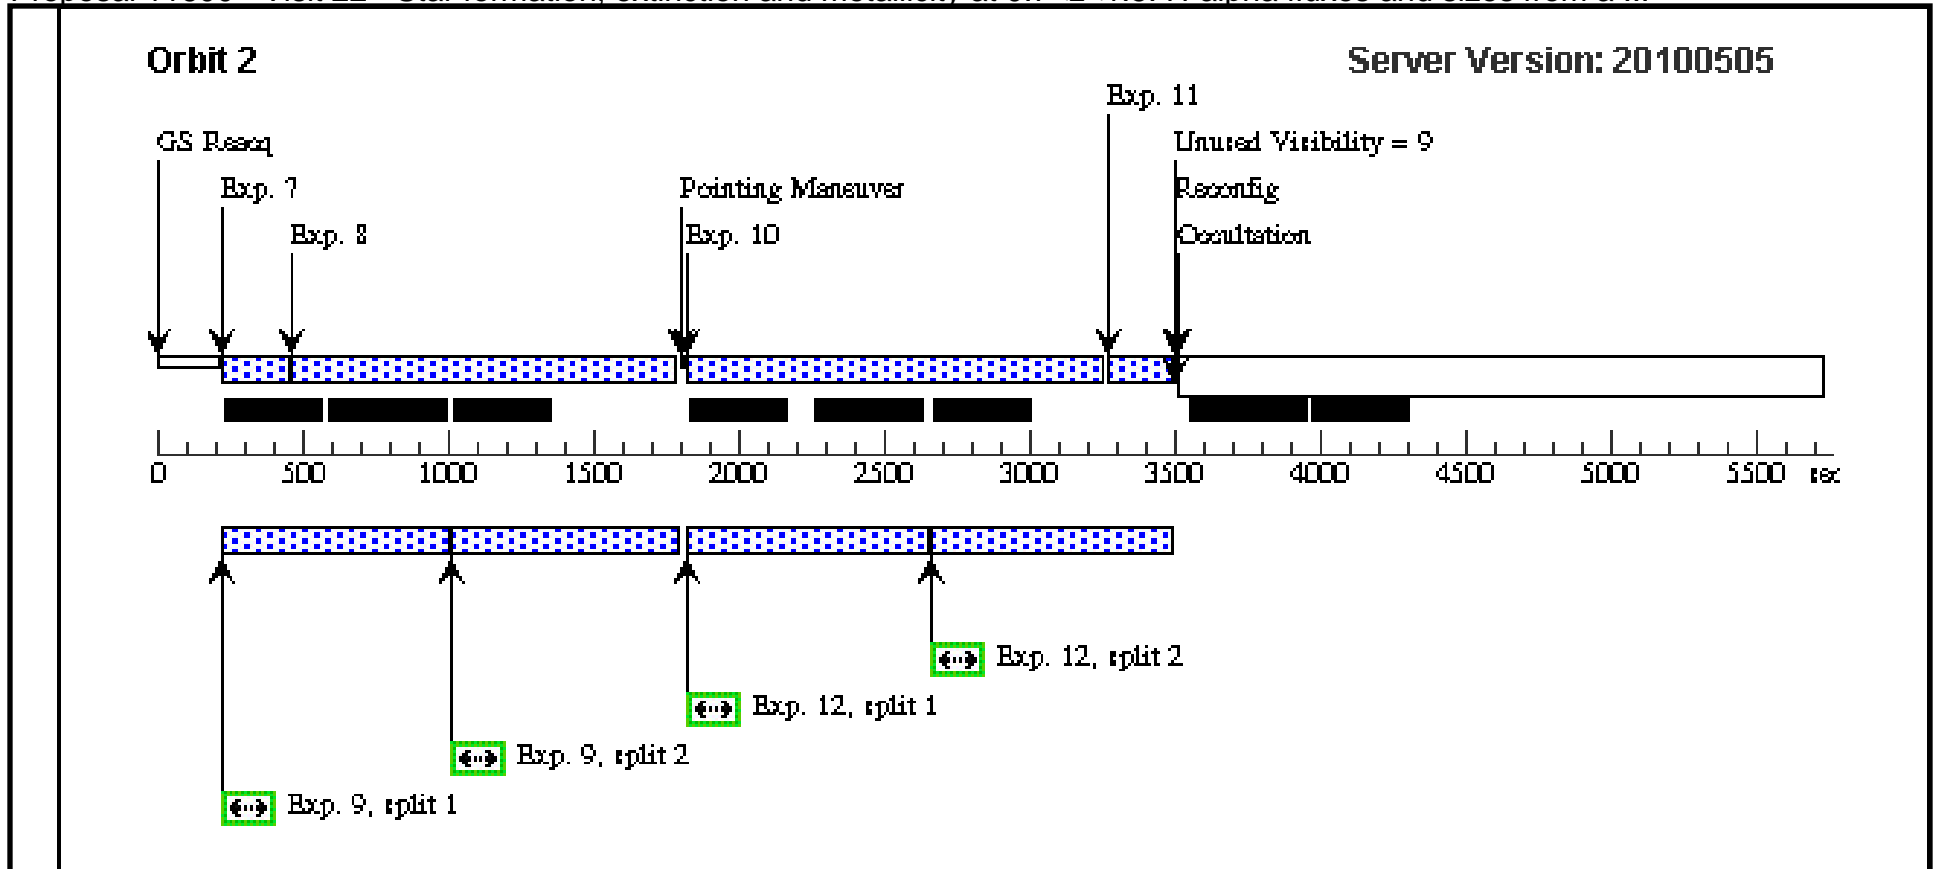 Orbit 2
Server Version: 20100505
Exp. 11
GS Reacq
Unused Visibility = 9
Exp. 7
Pointing Maneuver
Reconfig
Exp. 8
Exp. 10
Occultation
0 500 1000 1500 2000 2500 3000 3500 4000 4500 5000 5500 sec
Exp. 12, split 2
Exp. 12, split 1
Exp. 9, split 2
Exp. 9, split 1